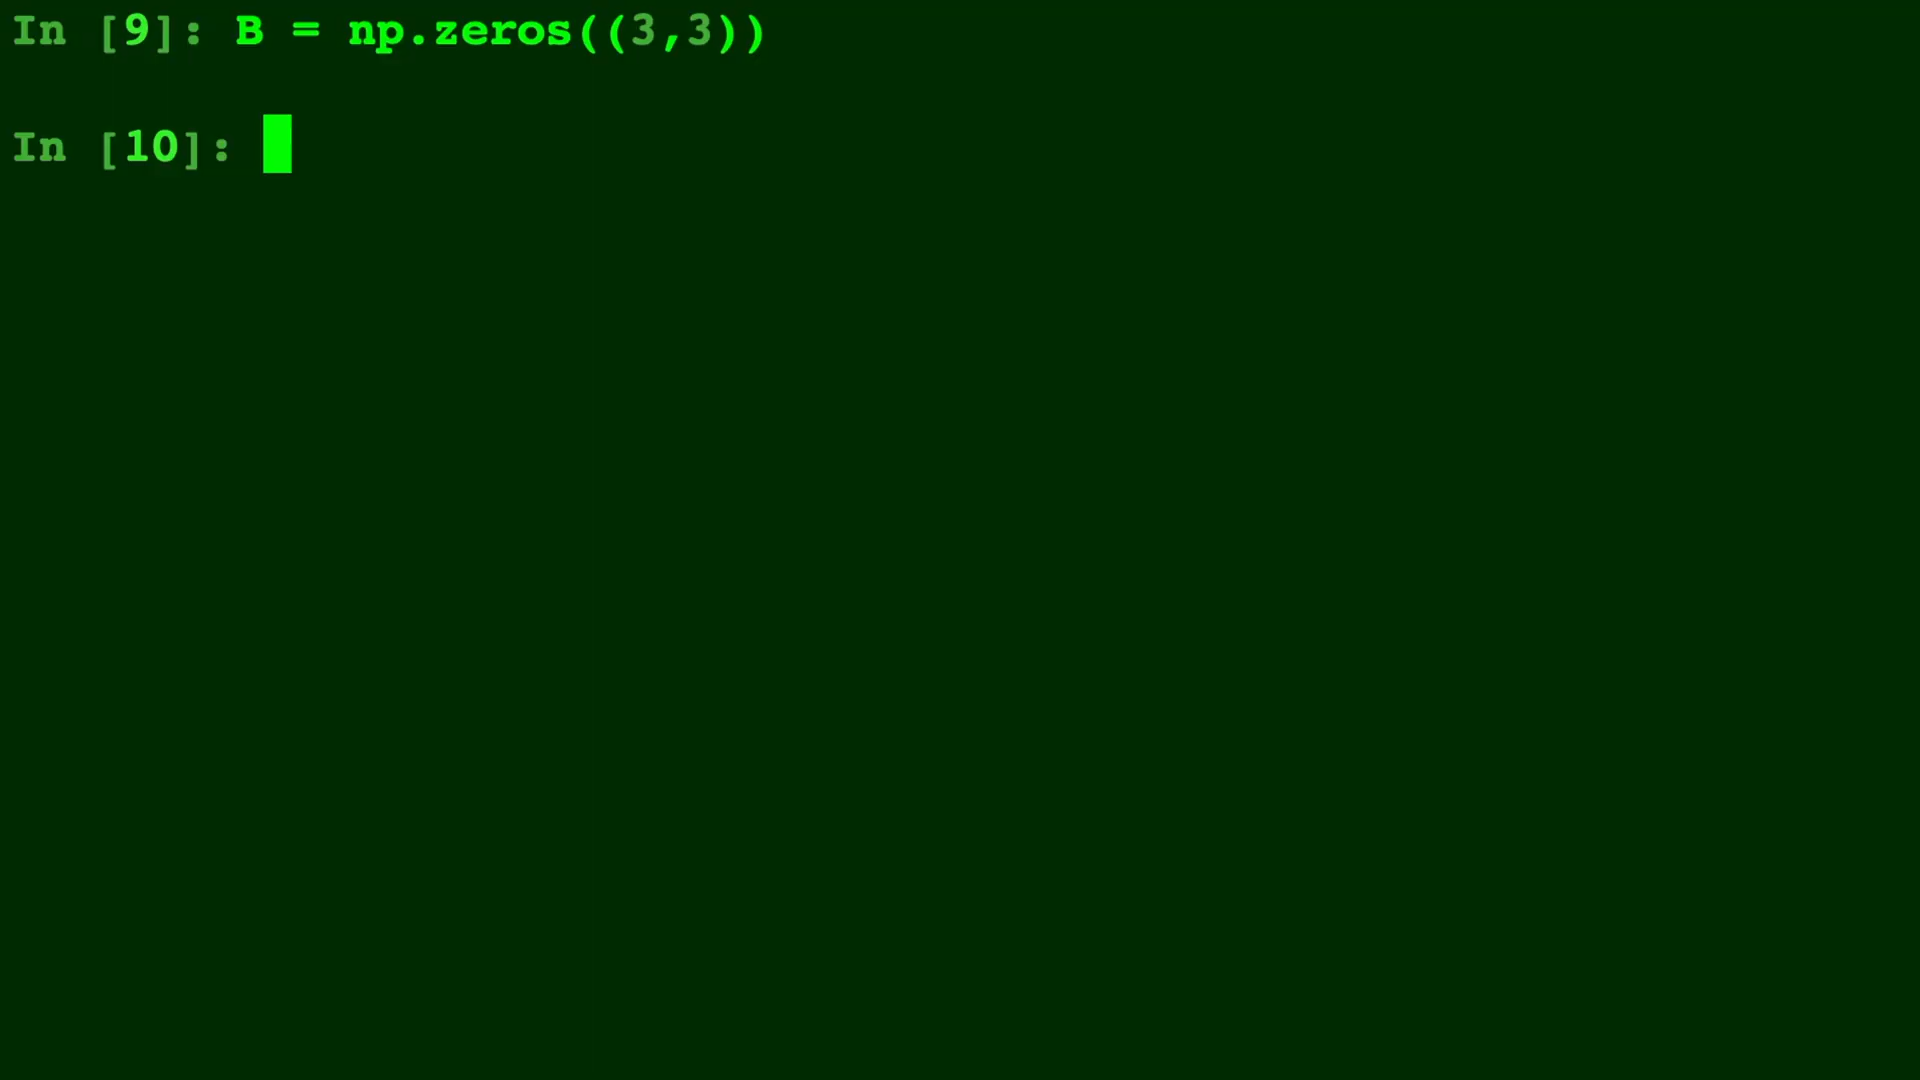 In [9]: B = np.zeros((3,3))
In [10]: